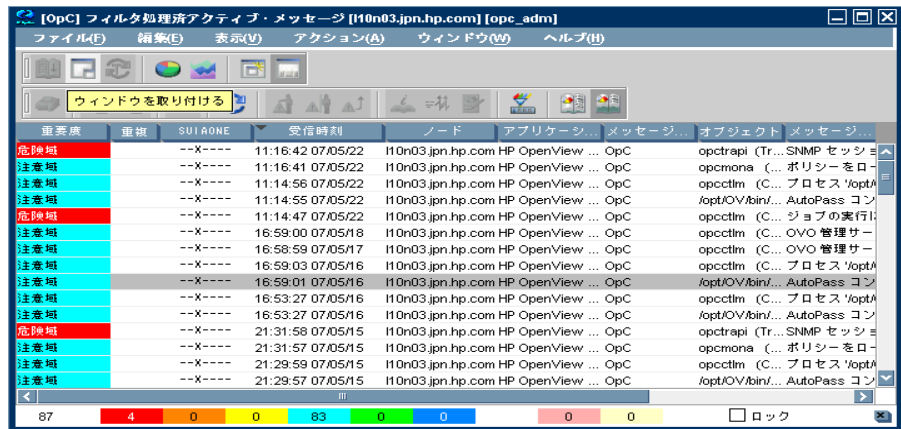 [OpC] フィルタ処理済アクティブ・メッセージ [l10n03.jpn.hp.com] [opc_adm]
ファイル(F) 編集(E) 表示(V) アクション(A) ウィンドウ(W) ヘルプ(H)
ウィンドウを取り付ける
重要度 重複 SUIAONE 受信時刻 ノード アプリケーシ... メッセージ... オブジェクト メッセージ...
危険域 --X---- 11:16:42 07/05/22 l10n03.jpn.hp.com HP OpenView ... OpC opctrapi (Tr... SNMP セッショ
注意域 --X---- 11:16:41 07/05/22 l10n03.jpn.hp.com HP OpenView ... OpC opcmona (... ポリシーをロー
注意域 --X---- 11:14:56 07/05/22 l10n03.jpn.hp.com HP OpenView ... OpC opcctlm (C... プロセス '/opt/
注意域 --X---- 11:14:55 07/05/22 l10n03.jpn.hp.com HP OpenView ... OpC /opt/OV/bin/... AutoPass コン
危険域 --X---- 11:14:47 07/05/22 l10n03.jpn.hp.com HP OpenView ... OpC opcctlm (C... ジョブの実行に
注意域 --X---- 16:59:00 07/05/18 l10n03.jpn.hp.com HP OpenView ... OpC opcctlm (C... OVO 管理サー
注意域 --X---- 16:58:59 07/05/17 l10n03.jpn.hp.com HP OpenView ... OpC opcctlm (C... OVO 管理サー
注意域 --X---- 16:59:03 07/05/16 l10n03.jpn.hp.com HP OpenView ... OpC opcctlm (C... プロセス '/opt/
注意域 --X---- 16:59:01 07/05/16 l10n03.jpn.hp.com HP OpenView ... OpC /opt/OV/bin/... AutoPass コン
注意域 --X---- 16:53:27 07/05/16 l10n03.jpn.hp.com HP OpenView ... OpC opcctlm (C... プロセス '/opt/
注意域 --X---- 16:53:27 07/05/16 l10n03.jpn.hp.com HP OpenView ... OpC /opt/OV/bin/... AutoPass コン
危険域 --X---- 21:31:58 07/05/15 l10n03.jpn.hp.com HP OpenView ... OpC opctrapi (Tr... SNMP セッショ
注意域 --X---- 21:31:57 07/05/15 l10n03.jpn.hp.com HP OpenView ... OpC opcmona (... ポリシーをロー
注意域 --X---- 21:29:59 07/05/15 l10n03.jpn.hp.com HP OpenView ... OpC opcctlm (C... プロセス '/opt/
注意域 --X---- 21:29:57 07/05/15 l10n03.jpn.hp.com HP OpenView ... OpC /opt/OV/bin/... AutoPass コン
87 4 0 0 83 0 0 0 0 ロック